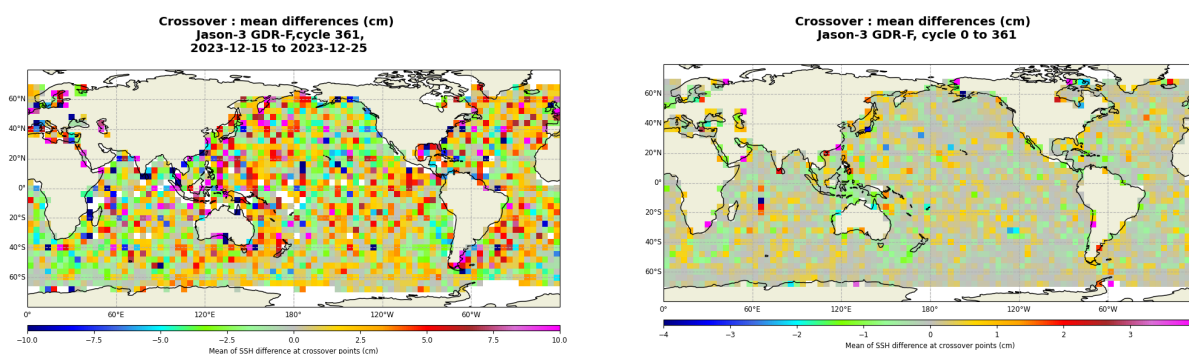 Crossover : mean differences (cm)
Jason-3 GDR-F,cycle 361,
2023-12-15 to 2023-12-25
60°N
40°N
20°N
0°
20°S
40°S
60°S
0° 60°E 120°E 180° 120°W 60°W
−10.0 −7.5 −5.0 −2.5 0.0 2.5 5.0 7.5 10.0
Mean of SSH difference at crossover points (cm)
Crossover : mean differences (cm)
Jason-3 GDR-F, cycle 0 to 361
60°N
40°N
20°N
0°
20°S
40°S
60°S
0° 60°E 120°E 180° 120°W 60°W
−4 −3 −2 −1 0 1 2 3
Mean of SSH difference at crossover points (cm)